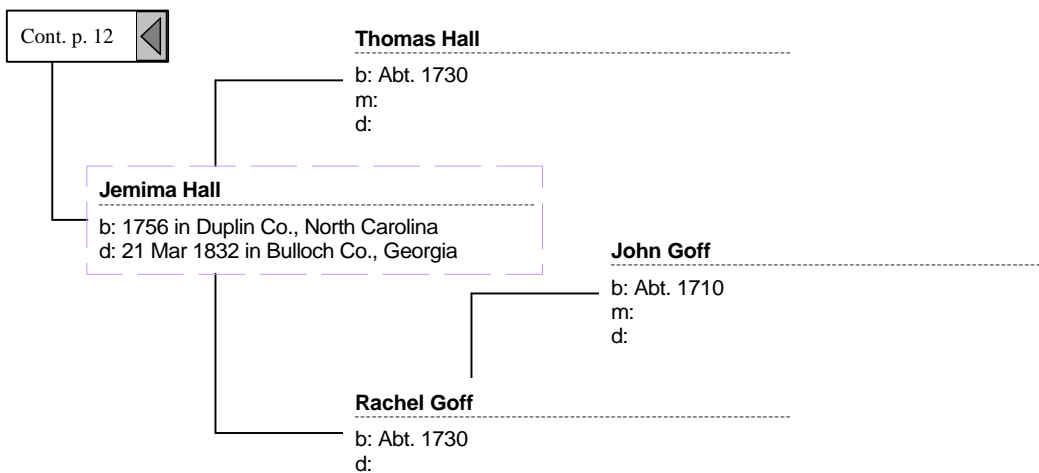 Cont. p. 12
Thomas Hall
b: Abt. 1730
m:
d:
Jemima Hall
b: 1756 in Duplin Co., North Carolina
d: 21 Mar 1832 in Bulloch Co., Georgia
John Goff
b: Abt. 1710
m:
d:
Rachel Goff
b: Abt. 1730
d: